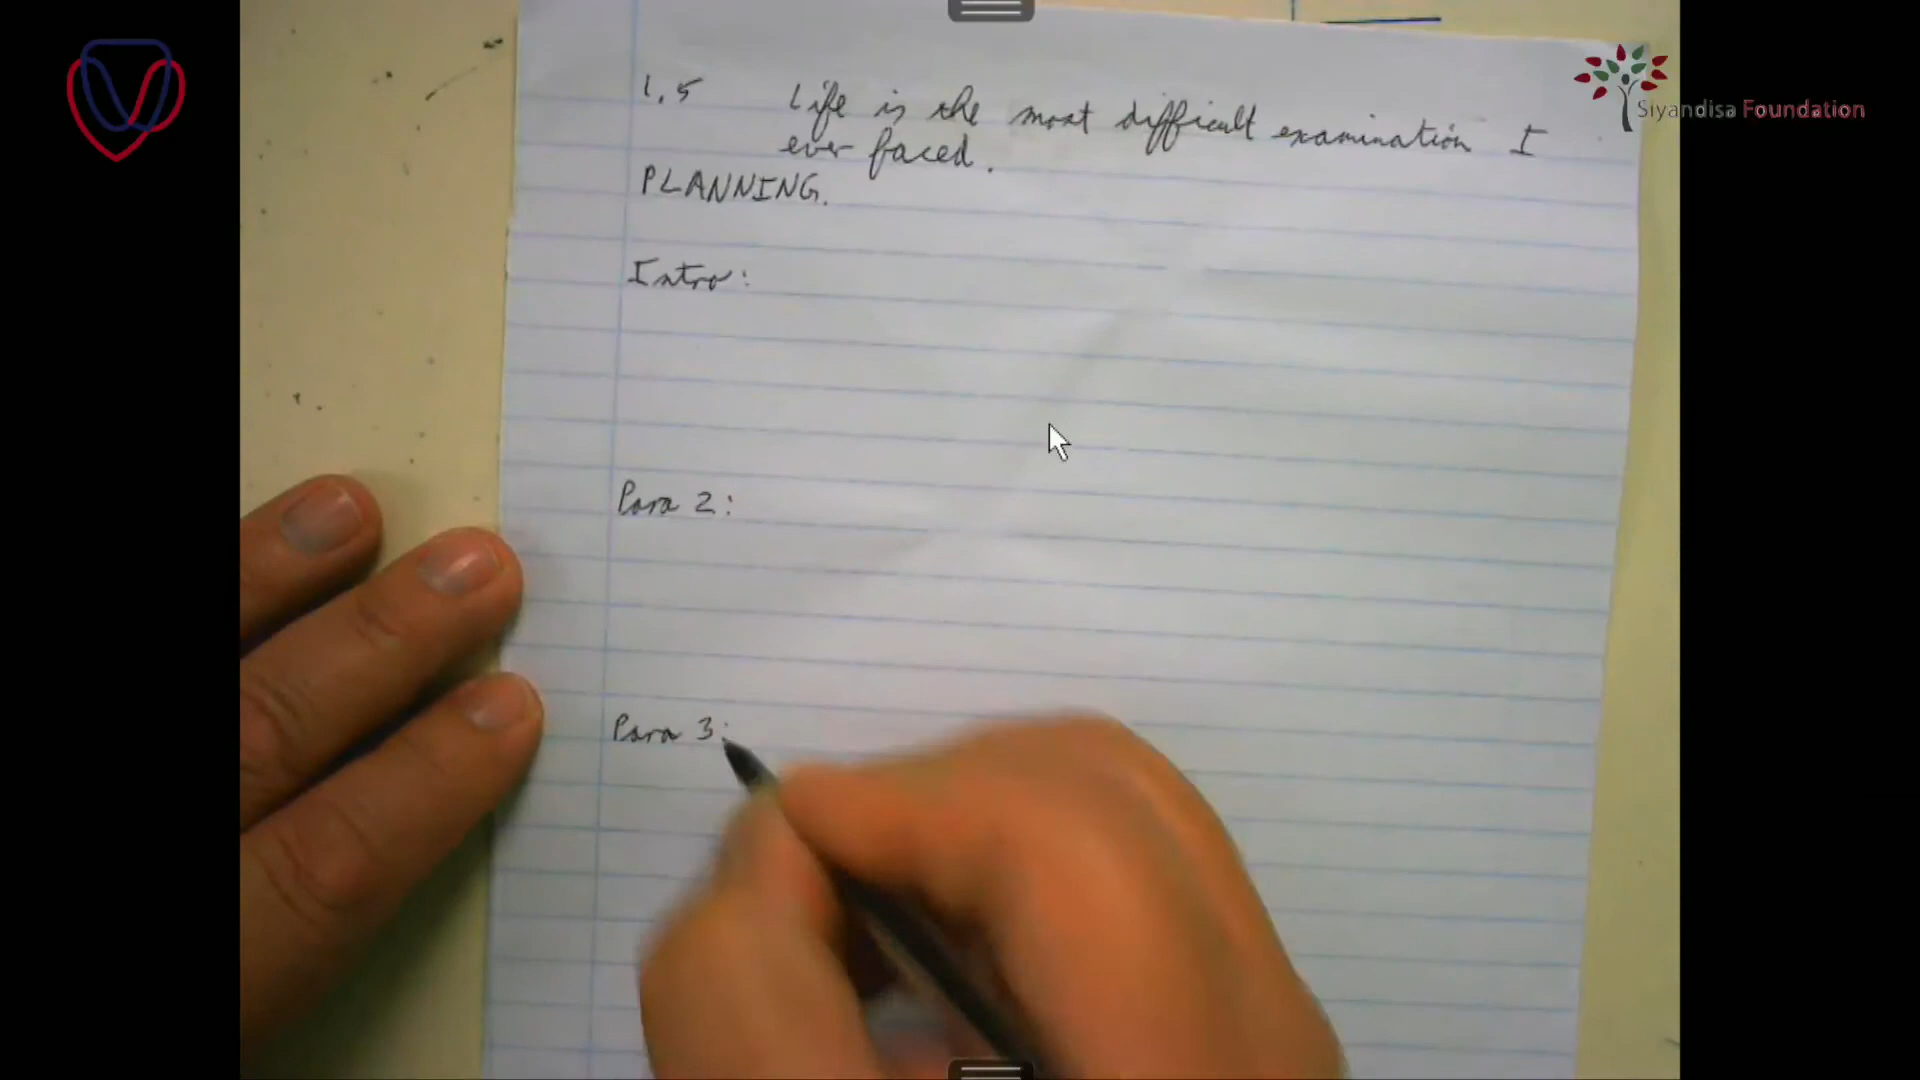 Siyandisa Foundation
1.5 Life is the most difficult examination I
ever faced.
PLANNING.
Intro:
Para 2:
Para 3: